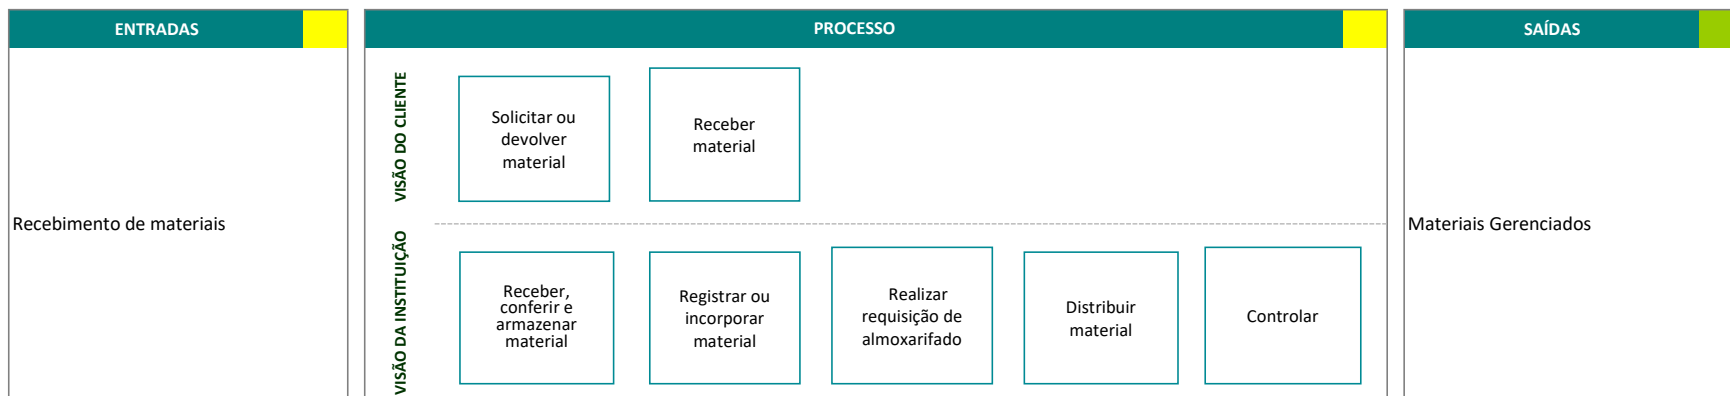 ENTRADAS
PROCESSO
SAÍDAS
Recebimento de materiais
VISÃO DO CLIENTE
Solicitar ou
devolver
material
Receber
material
VISÃO DA INSTITUIÇÃO
Receber,
conferir e
armazenar
material
Registrar ou
incorporar
material
Realizar
requisição de
almoxarifado
Distribuir
material
Controlar
Materiais Gerenciados